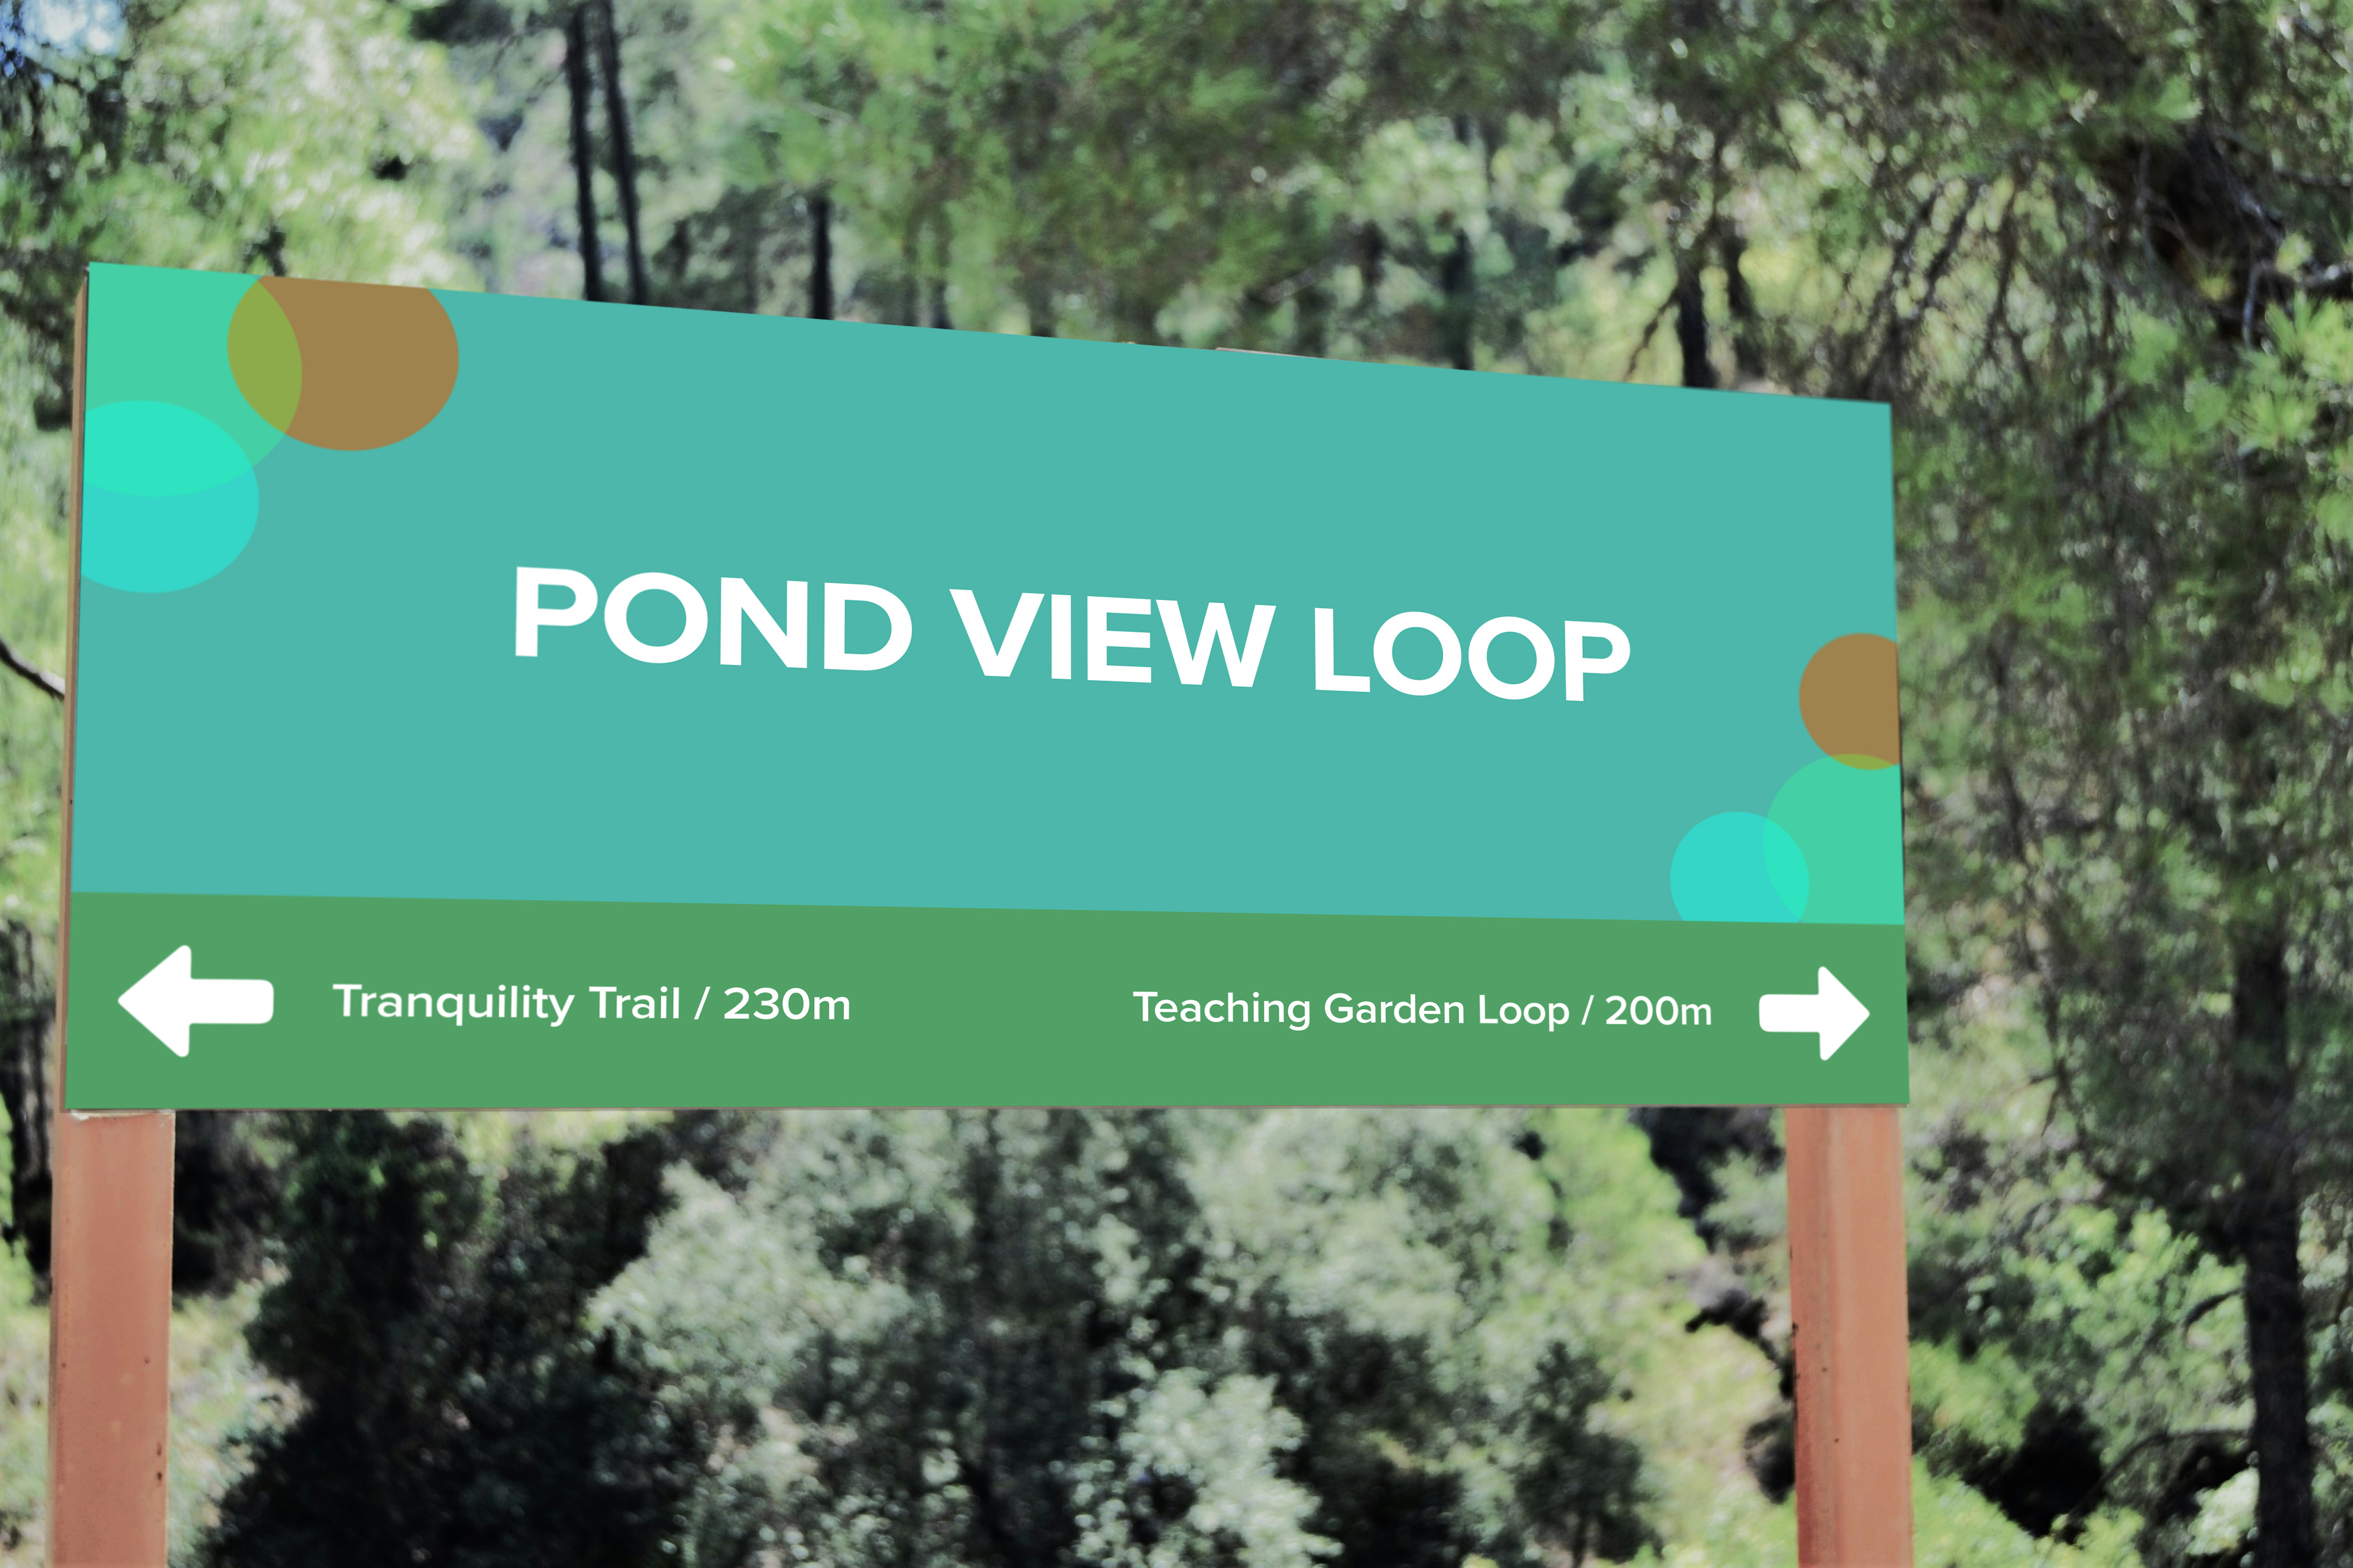 POND VIEW LOOP
Tranquility Trail / 230m
Teaching Garden Loop / 200m